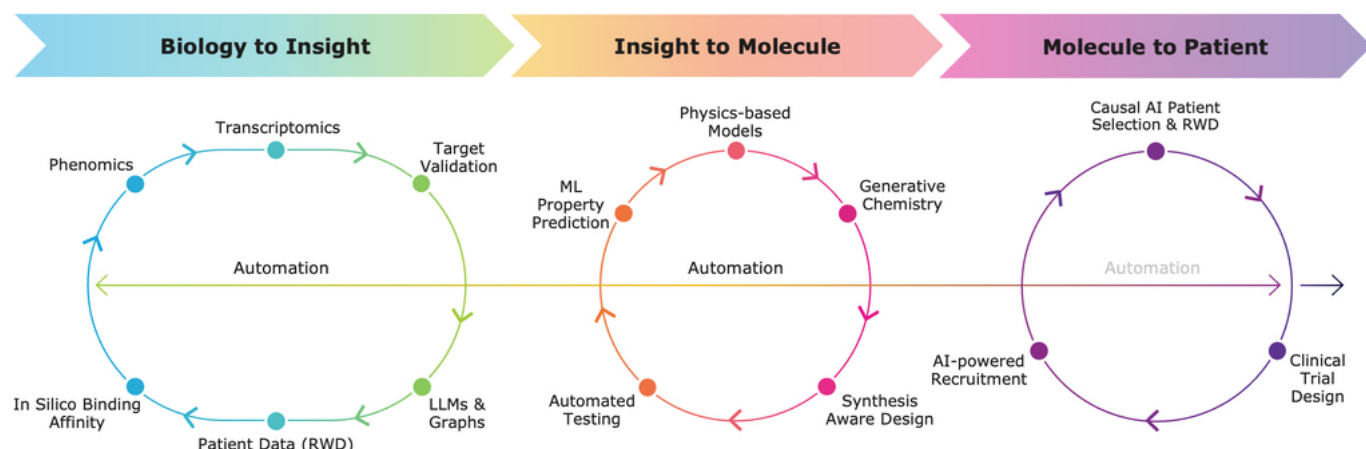 Biology to Insight
Insight to Molecule
Molecule to Patient
Transcriptomics
Phenomics
Target
Validation
Automation
In Silico Binding
Affinity
Patient Data (RWD)
LLMs &
Graphs
Physics-based
Models
ML
Property
Prediction
Generative
Chemistry
Automation
Automated
Testing
Synthesis
Aware Design
Causal AI Patient
Selection & RWD
Automation
AI-powered
Recruitment
Clinical
Trial
Design